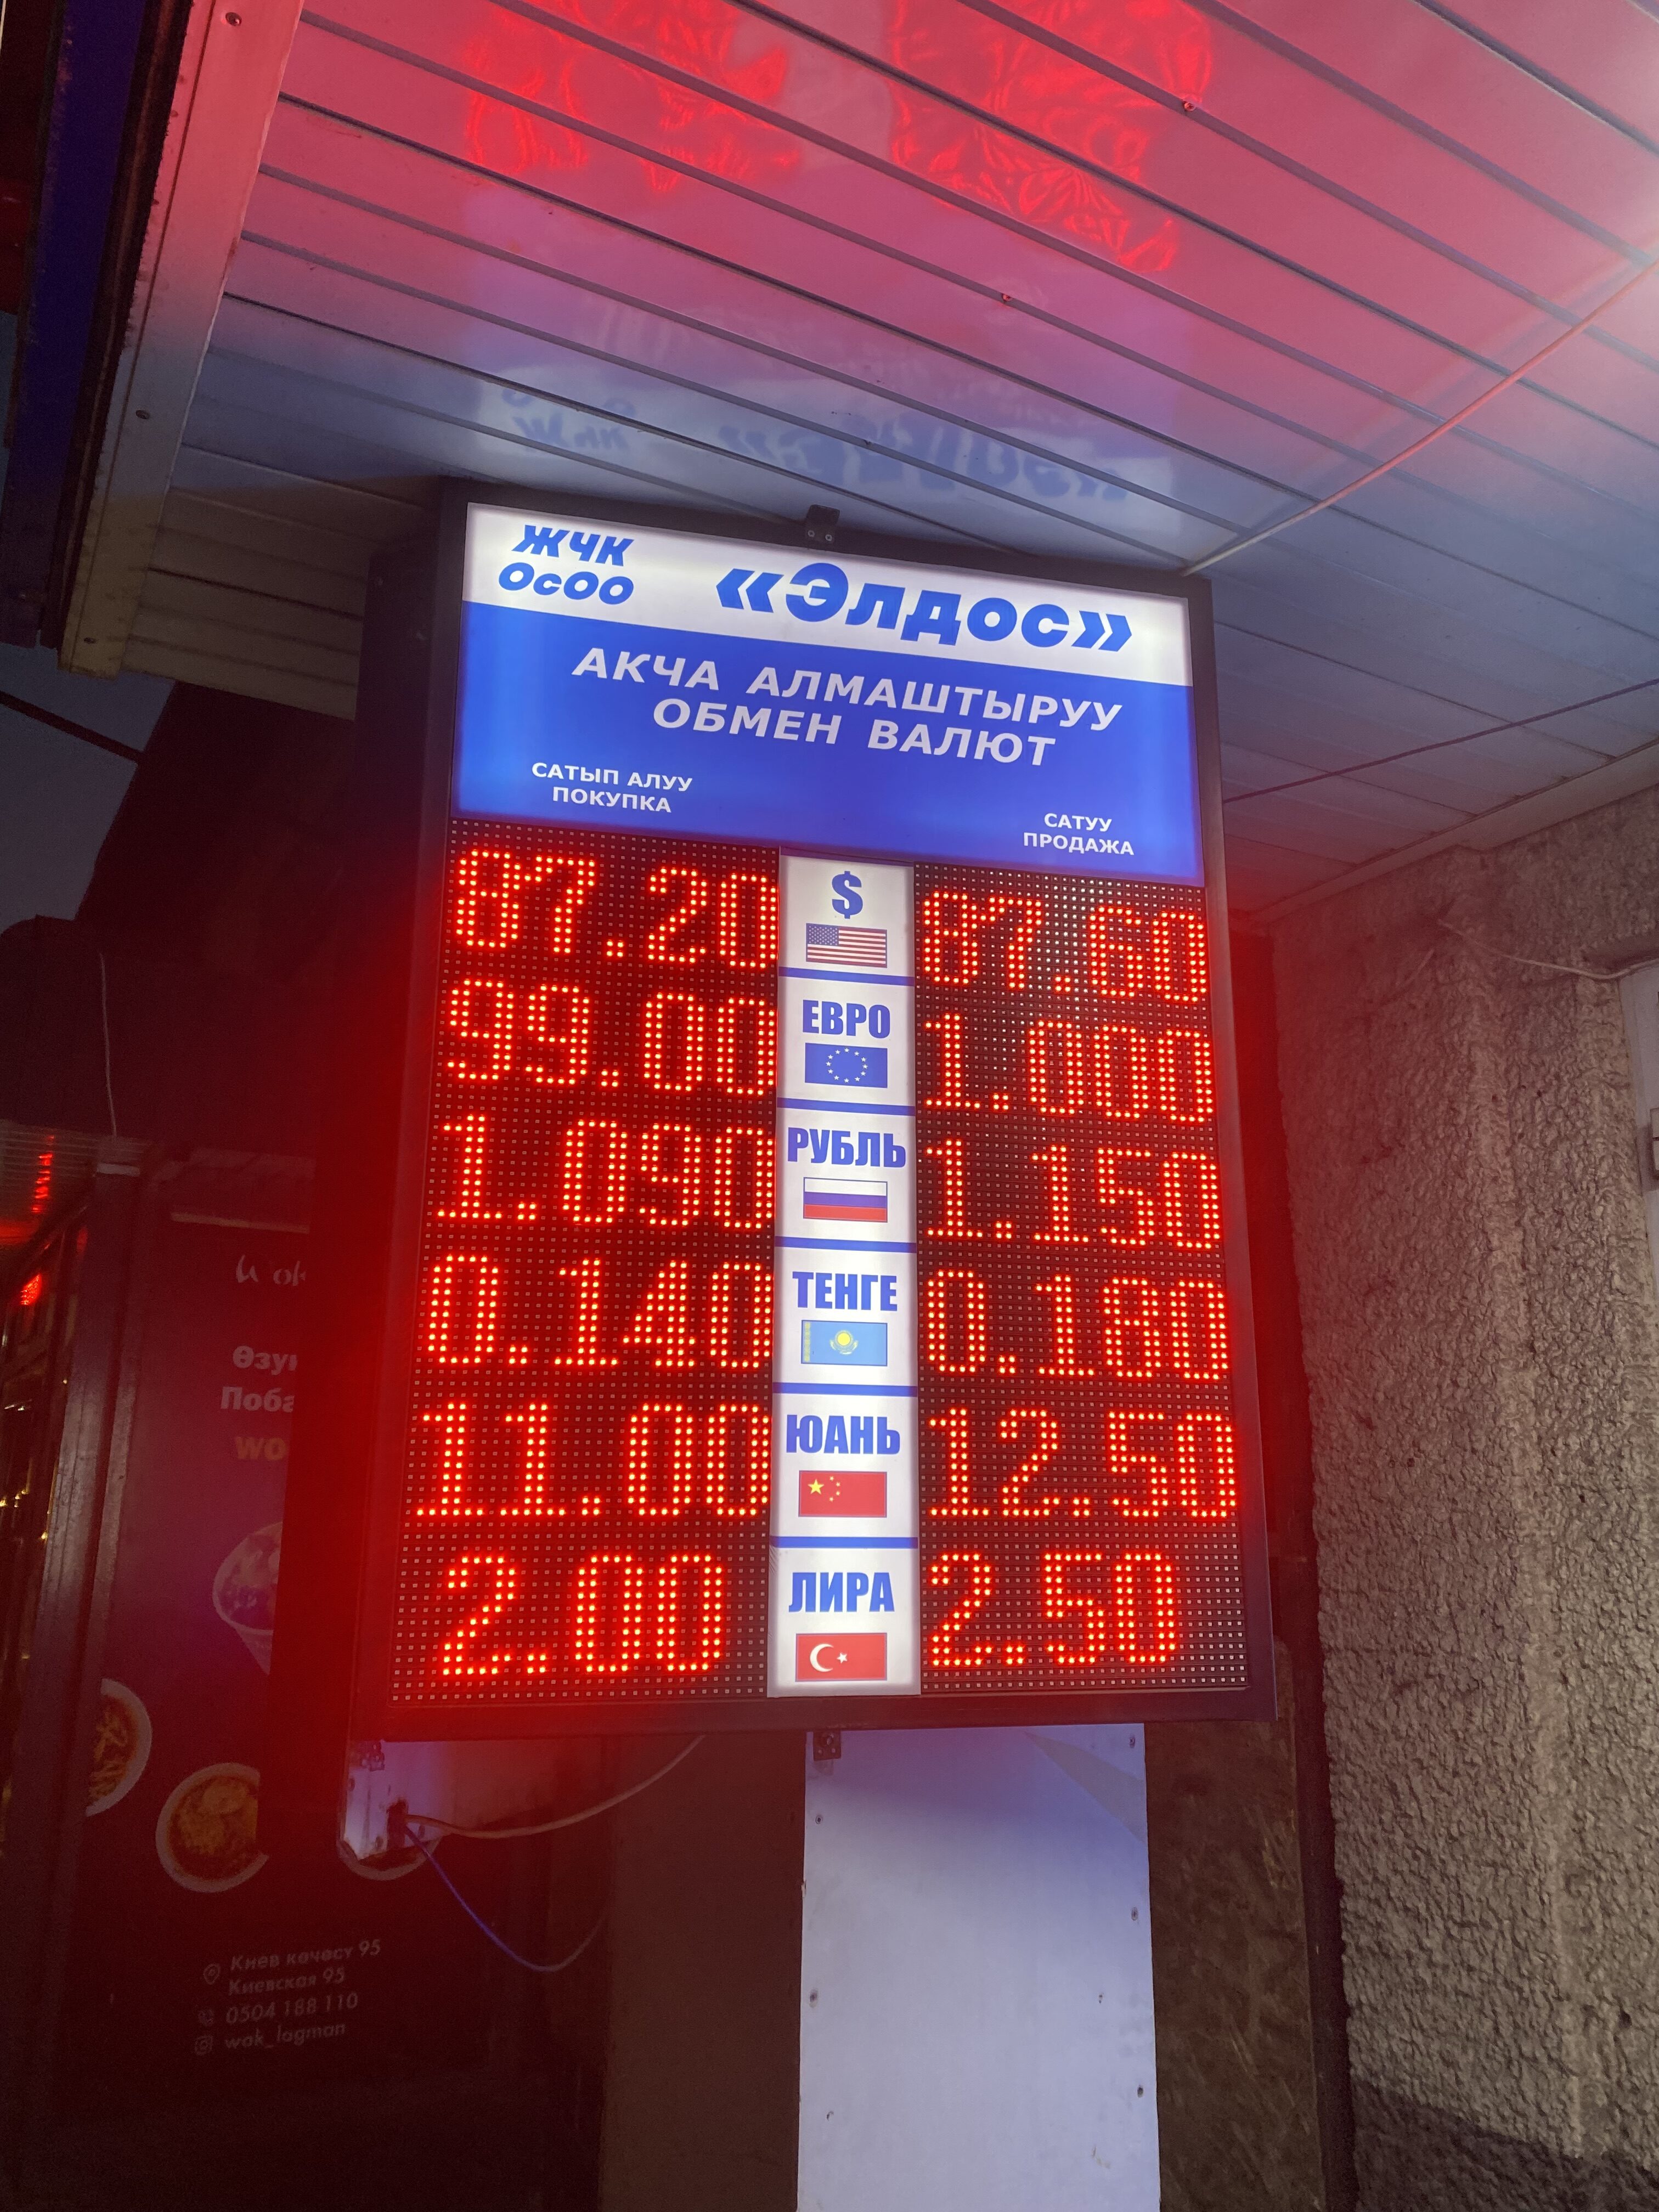 ЖЧК
ОсОО
«Элдос»
АКЧА АЛМАШТЫРУУ
ОБМЕН ВАЛЮТ
САТЫП АЛУУ
ПОКУПКА
САТУУ
ПРОДАЖА
87.20 $ 87.60
99.00 ЕВРО 1.000
1.090 РУБЛЬ 1.150
0.140 ТЕНГЕ 0.180
11.00 ЮАНЬ 12.50
2.00 ЛИРА 2.50
Киев көчөсү 95
Киевская 95
0504 188 110
wok_lagman